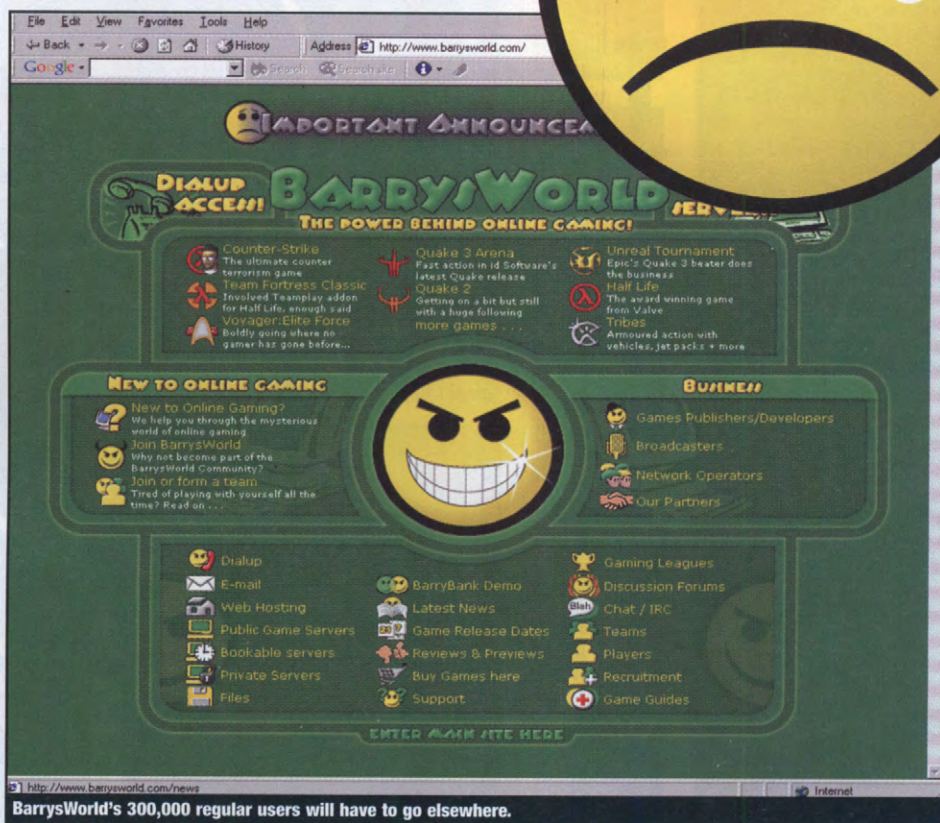 File Edit View Favorites Tools Help
Back History Address http://www.barrysworld.com/
Google Search Search site
IMPORTANT ANNOUNCEM
DIALUP ACCESS!
BARRYSWORLD
THE POWER BEHIND ONLINE GAMING!
Counter-Strike
The ultimate counter
terrorism game
Team Fortress Classic
Involved Teamplay addon
for Half Life, enough said
Voyager:Elite Force
Boldly going where no
gamer has gone before...
Quake 3 Arena
Fast action in id Software's
latest Quake release
Quake 2
Getting on a bit but still
with a huge following
more games . . .
Unreal Tournament
Epic's Quake 3 beater does
the business
Half Life
The award winning game
from Valve
Tribes
Armoured action with
vehicles, jet packs + more
NEW TO ONLINE GAMING
New to Online Gaming?
We help you through the mysterious
world of online gaming
Join BarrysWorld
Why not become part of the
BarrysWorld Community?
Join or form a team
Tired of playing with yourself all the
time? Read on . . .
BUSINESS
Games Publishers/Developers
Broadcasters
Network Operators
Our Partners
Dialup
E-mail
Web Hosting
Public Game Servers
Bookable servers
Private Servers
Files
BarryBank Demo
Latest News
Game Release Dates
Reviews & Previews
Buy Games here
Support
Gaming Leagues
Discussion Forums
Blah Chat / IRC
Teams
Players
Recruitment
Game Guides
ENTER MAIN SITE HERE
http://www.barrysworld.com/news Internet
BarrysWorld's 300,000 regular users will have to go elsewhere.